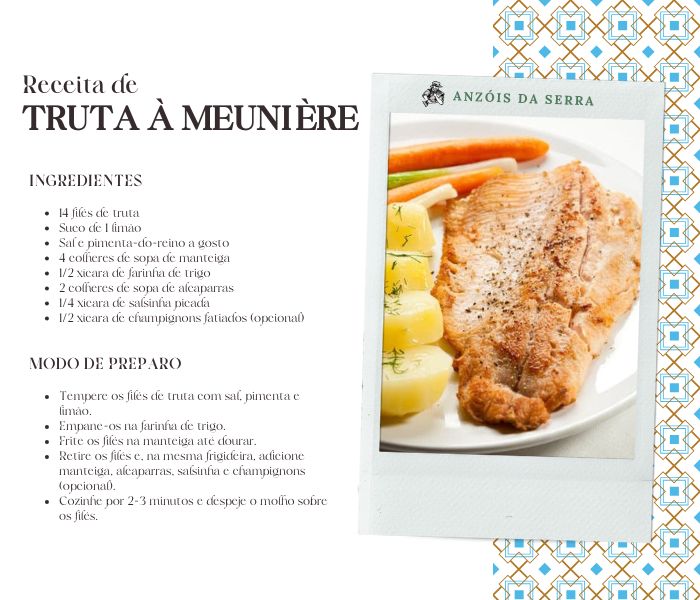 Receita de
TRUTA À MEUNIÈRE
ANZÓIS DA SERRA
INGREDIENTES
14 filés de truta
Suco de 1 limão
Sal e pimenta-do-reino a gosto
4 colheres de sopa de manteiga
1/2 xícara de farinha de trigo
2 colheres de sopa de alcaparras
1/4 xícara de salsinha picada
1/2 xícara de champignons fatiados (opcional)
MODO DE PREPARO
Tempere os filés de truta com sal, pimenta e
limão.
Empane-os na farinha de trigo.
Frite os filés na manteiga até dourar.
Retire os filés e, na mesma frigideira, adicione
manteiga, alcaparras, salsinha e champignons
(opcional).
Cozinhe por 2-3 minutos e despeje o molho sobre
os filés.